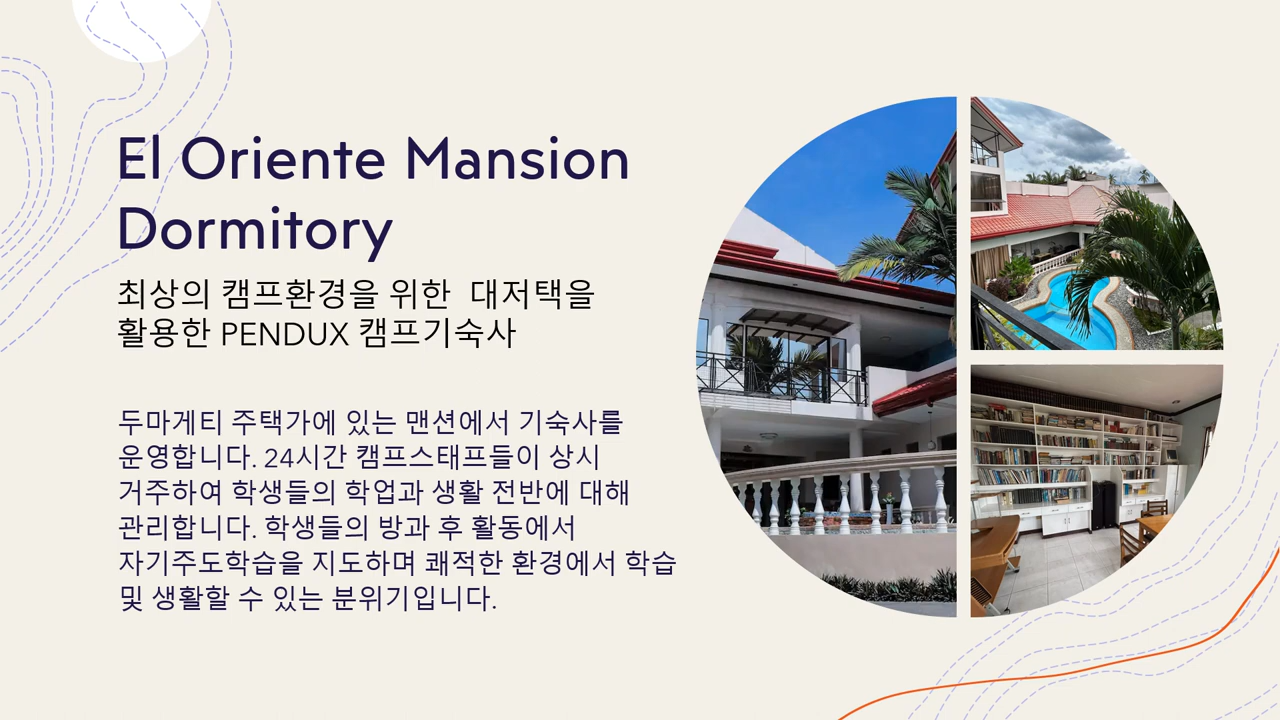 El Oriente Mansion
Dormitory
최상의 캠프환경을 위한  대저택을
활용한 PENDUX 캠프기숙사
두마게티 주택가에 있는 맨션에서 기숙사를
운영합니다. 24시간 캠프스태프들이 상시
거주하여 학생들의 학업과 생활 전반에 대해
관리합니다. 학생들의 방과 후 활동에서
자기주도학습을 지도하며 쾌적한 환경에서 학습
및 생활할 수 있는 분위기입니다.